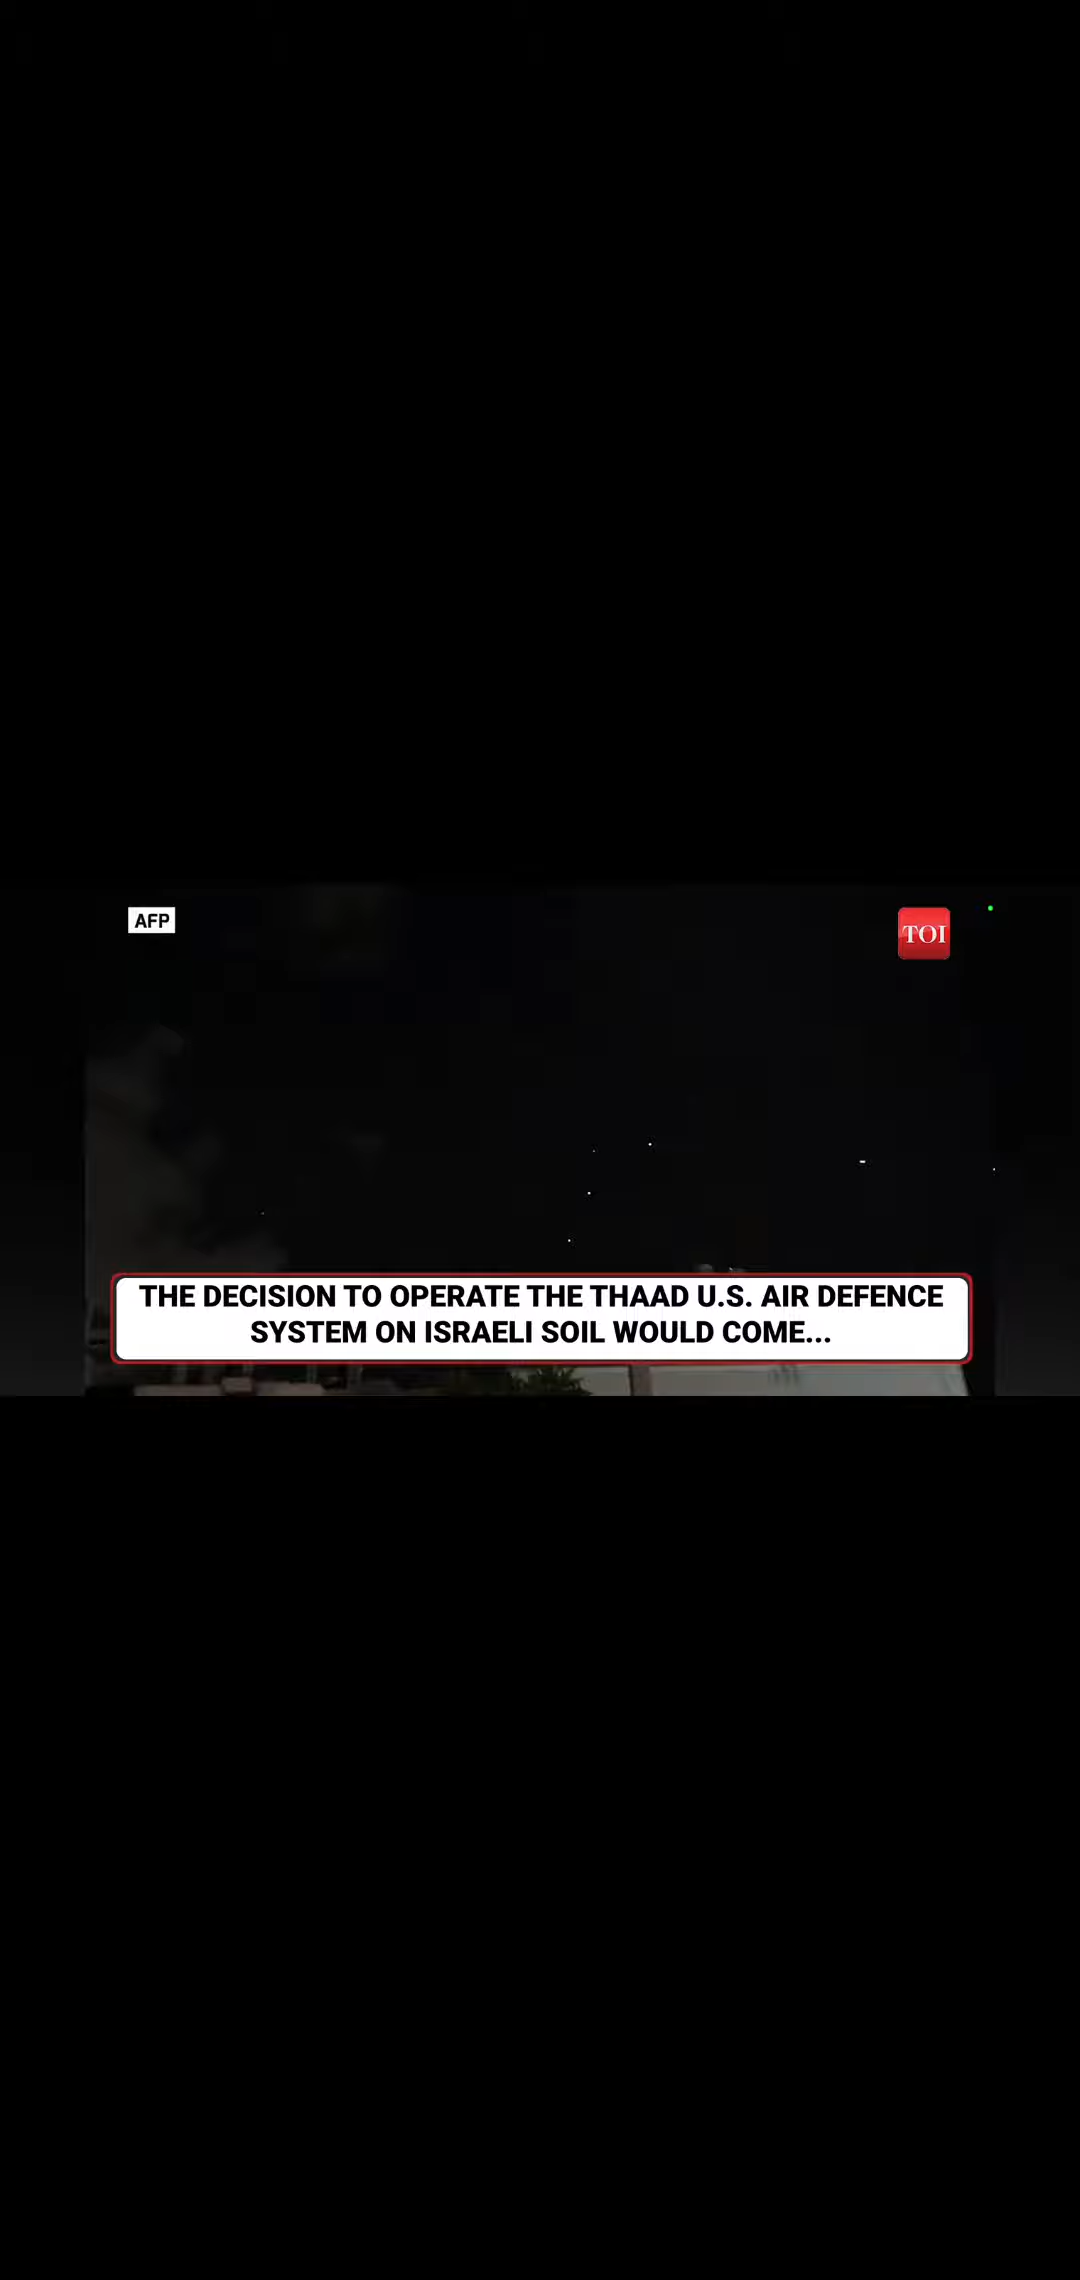 AFP
TOI
THE DECISION TO OPERATE THE THAAD U.S. AIR DEFENCE
SYSTEM ON ISRAELI SOIL WOULD COME...